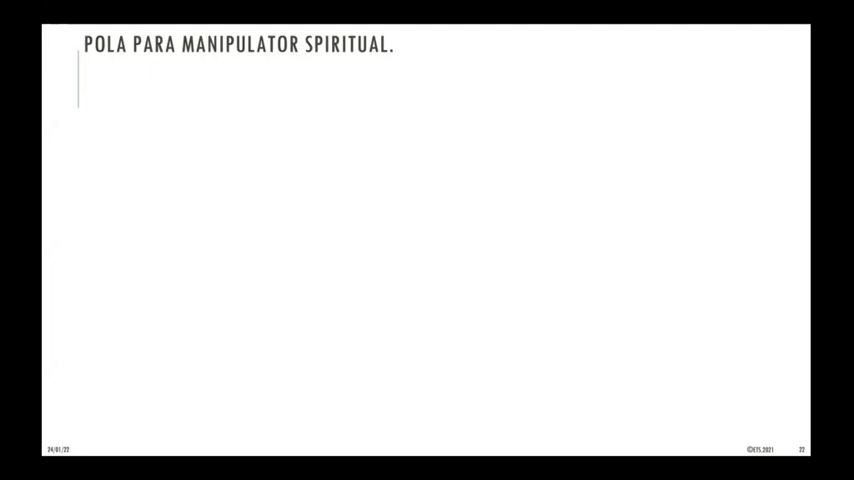 POLA PARA MANIPULATOR SPIRITUAL.
24/01/22
©ETS.2021
22